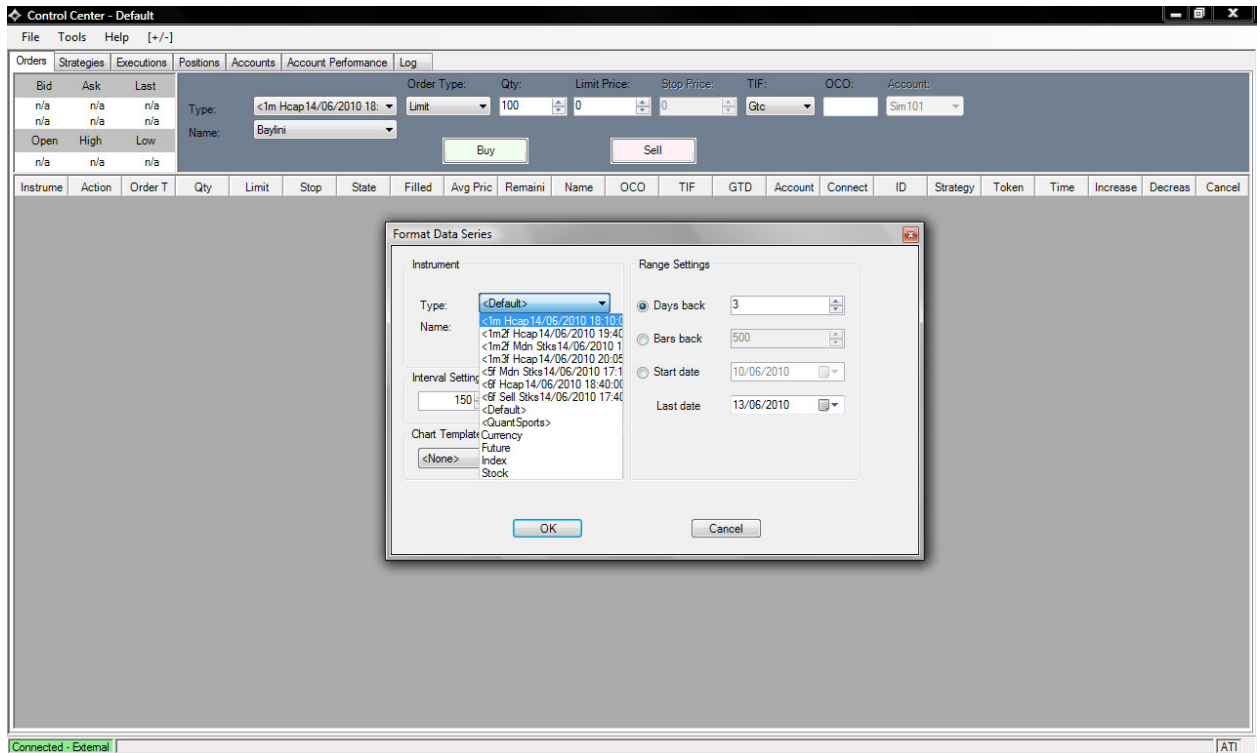 Control Center - Default
File Tools Help [+/-]
Orders Strategies Executions Positions Accounts Account Performance Log
Bid Ask Last
n/a n/a n/a
n/a n/a n/a
Open High Low
n/a n/a n/a
Type: <1m Hcap14/06/2010 18:
Name: Baylini
Order Type: Qty: Limit Price: Stop Price: TIF: OCO: Account:
Limit 100 0 0 Gtc Sim101
Buy Sell
Instrume Action Order T Qty Limit Stop State Filled Avg Pric Remaini Name OCO TIF GTD Account Connect ID Strategy Token Time Increase Decreas Cancel
Format Data Series
Instrument
Type: <Default>
Name:
<1m Hcap14/06/2010 18:10:0
<1m2f Hcap14/06/2010 19:40
<1m2f Mdn Stks14/06/2010 1
<1m3f Hcap14/06/2010 20:05
<5f Mdn Stks14/06/2010 17:1
<6f Hcap14/06/2010 18:40:00
<6f Sell Stks14/06/2010 17:40
<Default>
<QuantSports>
Currency
Future
Index
Stock
Interval Setting
150
Chart Template
<None>
Range Settings
Days back 3
Bars back 500
Start date 10/06/2010
Last date 13/06/2010
OK Cancel
Connected - External ATI